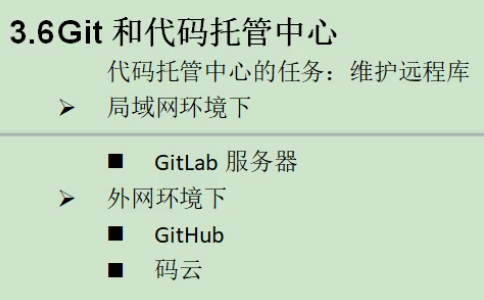 3.6Git 和代码托管中心
代码托管中心的任务：维护远程库
➢ 局域网环境下
■ GitLab 服务器
➢ 外网环境下
■ GitHub
■ 码云